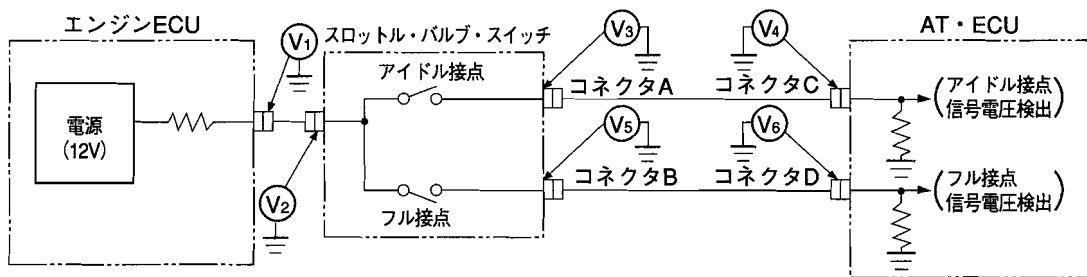 エンジンECU
電源
(12V)
V1
V2
スロットル・バルブ・スイッチ
アイドル接点
フル接点
V3
コネクタA
V5
コネクタB
V4
コネクタC
V6
コネクタD
AT・ECU
(アイドル接点
信号電圧検出)
(フル接点
信号電圧検出)